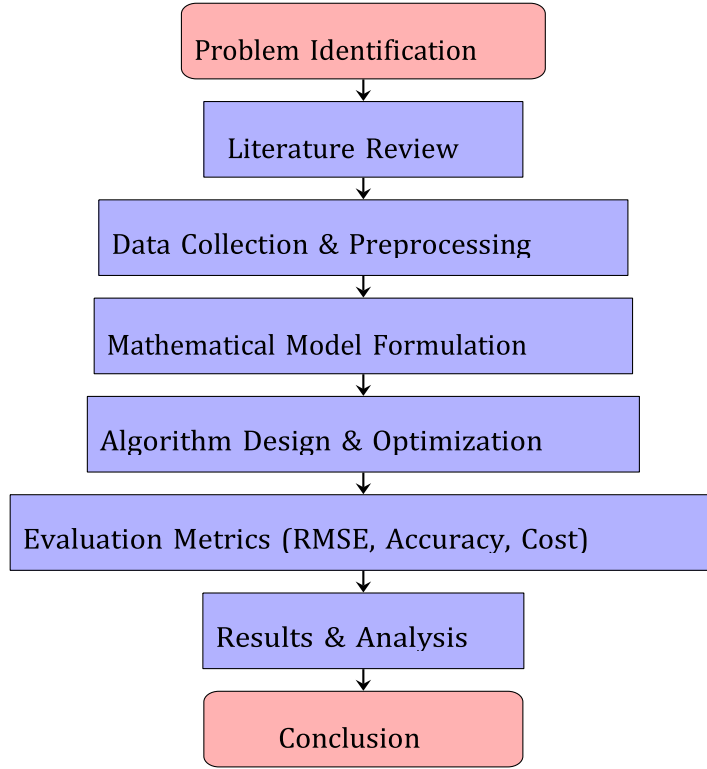 Problem Identification
Literature Review
Data Collection & Preprocessing
Mathematical Model Formulation
Algorithm Design & Optimization
Evaluation Metrics (RMSE, Accuracy, Cost)
Results & Analysis
Conclusion